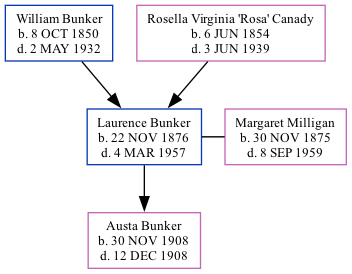 William Bunker
b. 8 OCT 1850
d. 2 MAY 1932
Rosella Virginia 'Rosa' Canady
b. 6 JUN 1854
d. 3 JUN 1939
Laurence Bunker
b. 22 NOV 1876
d. 4 MAR 1957
Margaret Milligan
b. 30 NOV 1875
d. 8 SEP 1959
Austa Bunker
b. 30 NOV 1908
d. 12 DEC 1908